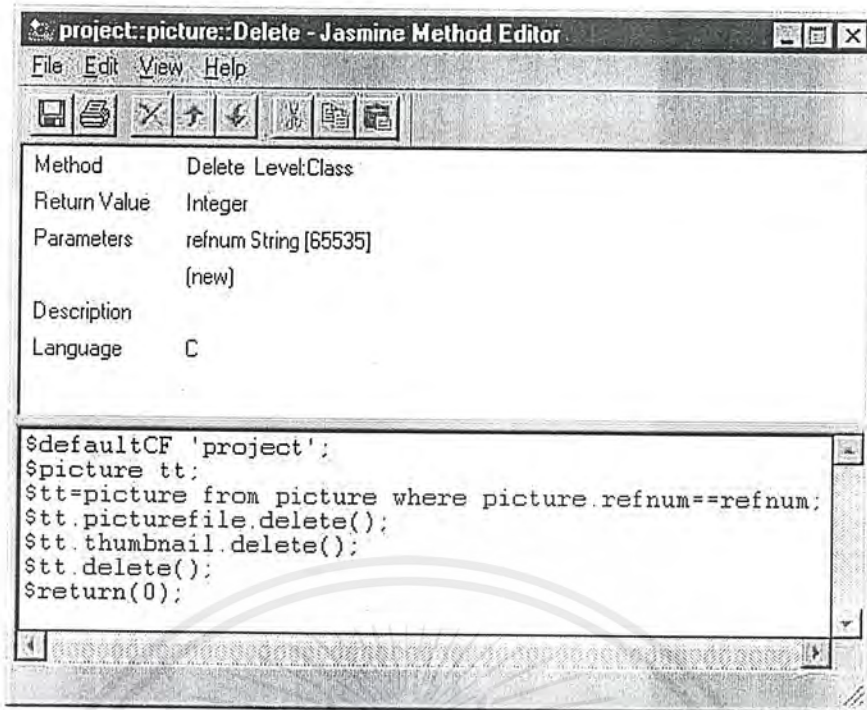 project::picture::Delete - Jasmine Method Editor
File Edit View Help
Method Delete Level:Class
Return Value Integer
Parameters refnum String [65535]
(new)
Description
Language C
$defaultCF 'project';
$picture tt;
$tt=picture from picture where picture.refnum==refnum;
$tt.picturefile.delete();
$tt.thumbnail.delete();
$tt.delete();
$return(0);